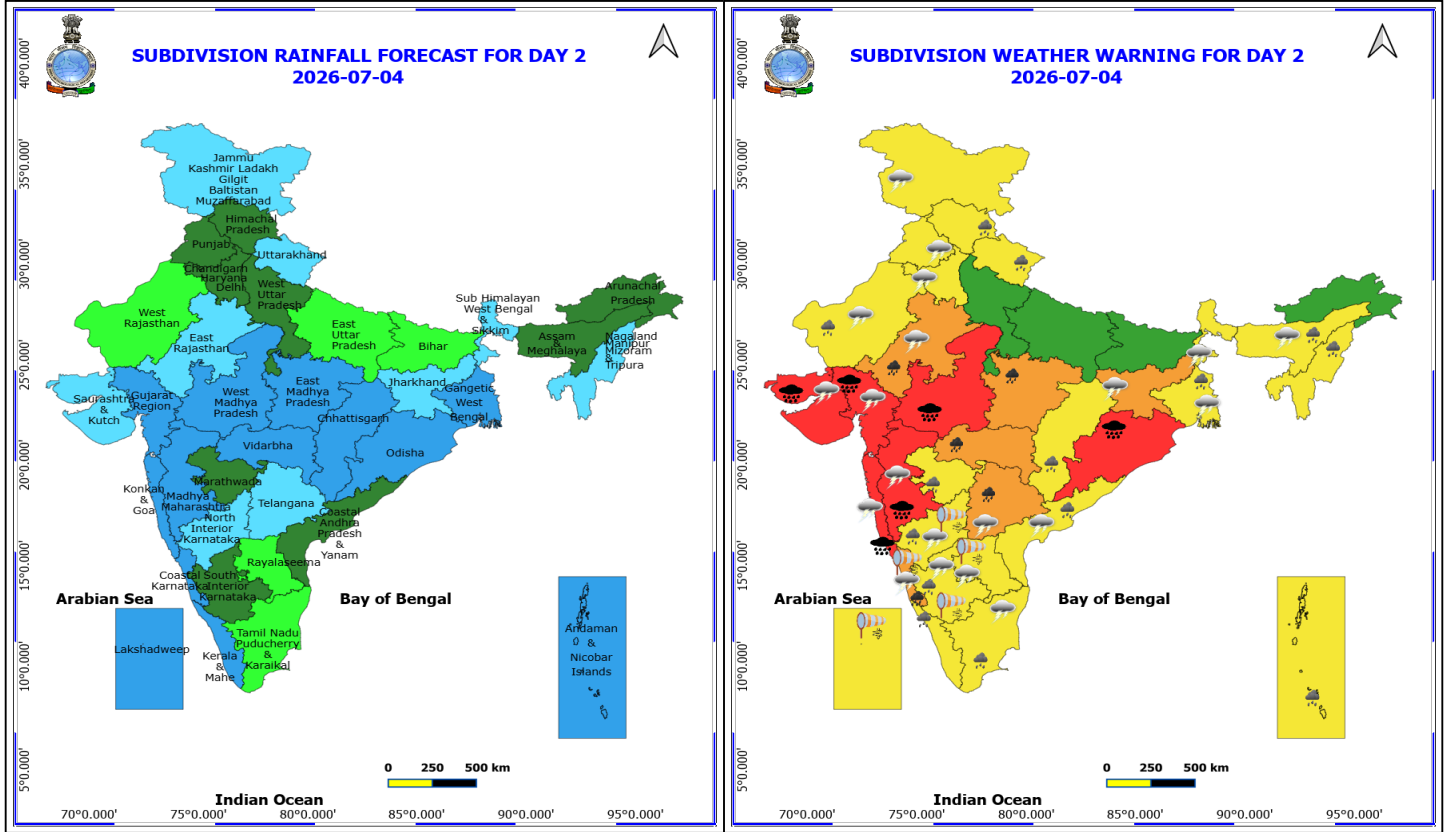 SUBDIVISION RAINFALL FORECAST FOR DAY 2
2026-07-04
40°0.000'
35°0.000'
30°0.000'
25°0.000'
20°0.000'
15°0.000'
10°0.000'
5°0.000'
Jammu
Kashmir Ladakh
Gilgit
Baltistan
Muzaffarabad
Himachal
Pradesh
Punjab
Uttarakhand
Chandigarh
Haryana
Delhi
West
Uttar
Pradesh
Arunachal
Pradesh
Sub Himalayan
West Bengal
&
Sikkim
West
Rajasthan
East
Uttar
Pradesh
Bihar
Assam
&
Meghalaya
Nagaland
Manipur
Mizoram
&
Tripura
East
Rajasthan
Jharkhand
Gangetic
West
Bengal
Saurashtra
&
Kutch
Gujarat
Region
West
Madhya
Pradesh
East
Madhya
Pradesh
Chhattisgarh
Vidarbha
Odisha
Konkan
&
Goa
Madhya
Maharashtra
Marathwada
Telangana
North
Interior
Karnataka
Coastal
Andhra
Pradesh
&
Yanam
Rayalaseema
Coastal
Karnataka
South
Interior
Karnataka
Arabian Sea
Bay of Bengal
Lakshadweep
Kerala
&
Mahe
Tamil Nadu
Puducherry
&
Karaikal
Andaman
&
Nicobar
Islands
0 250 500 km
Indian Ocean
70°0.000' 75°0.000' 80°0.000' 85°0.000' 90°0.000' 95°0.000'
SUBDIVISION WEATHER WARNING FOR DAY 2
2026-07-04
40°0.000'
35°0.000'
30°0.000'
25°0.000'
20°0.000'
15°0.000'
10°0.000'
5°0.000'
Arabian Sea
Bay of Bengal
0 250 500 km
Indian Ocean
70°0.000' 75°0.000' 80°0.000' 85°0.000' 90°0.000' 95°0.000'